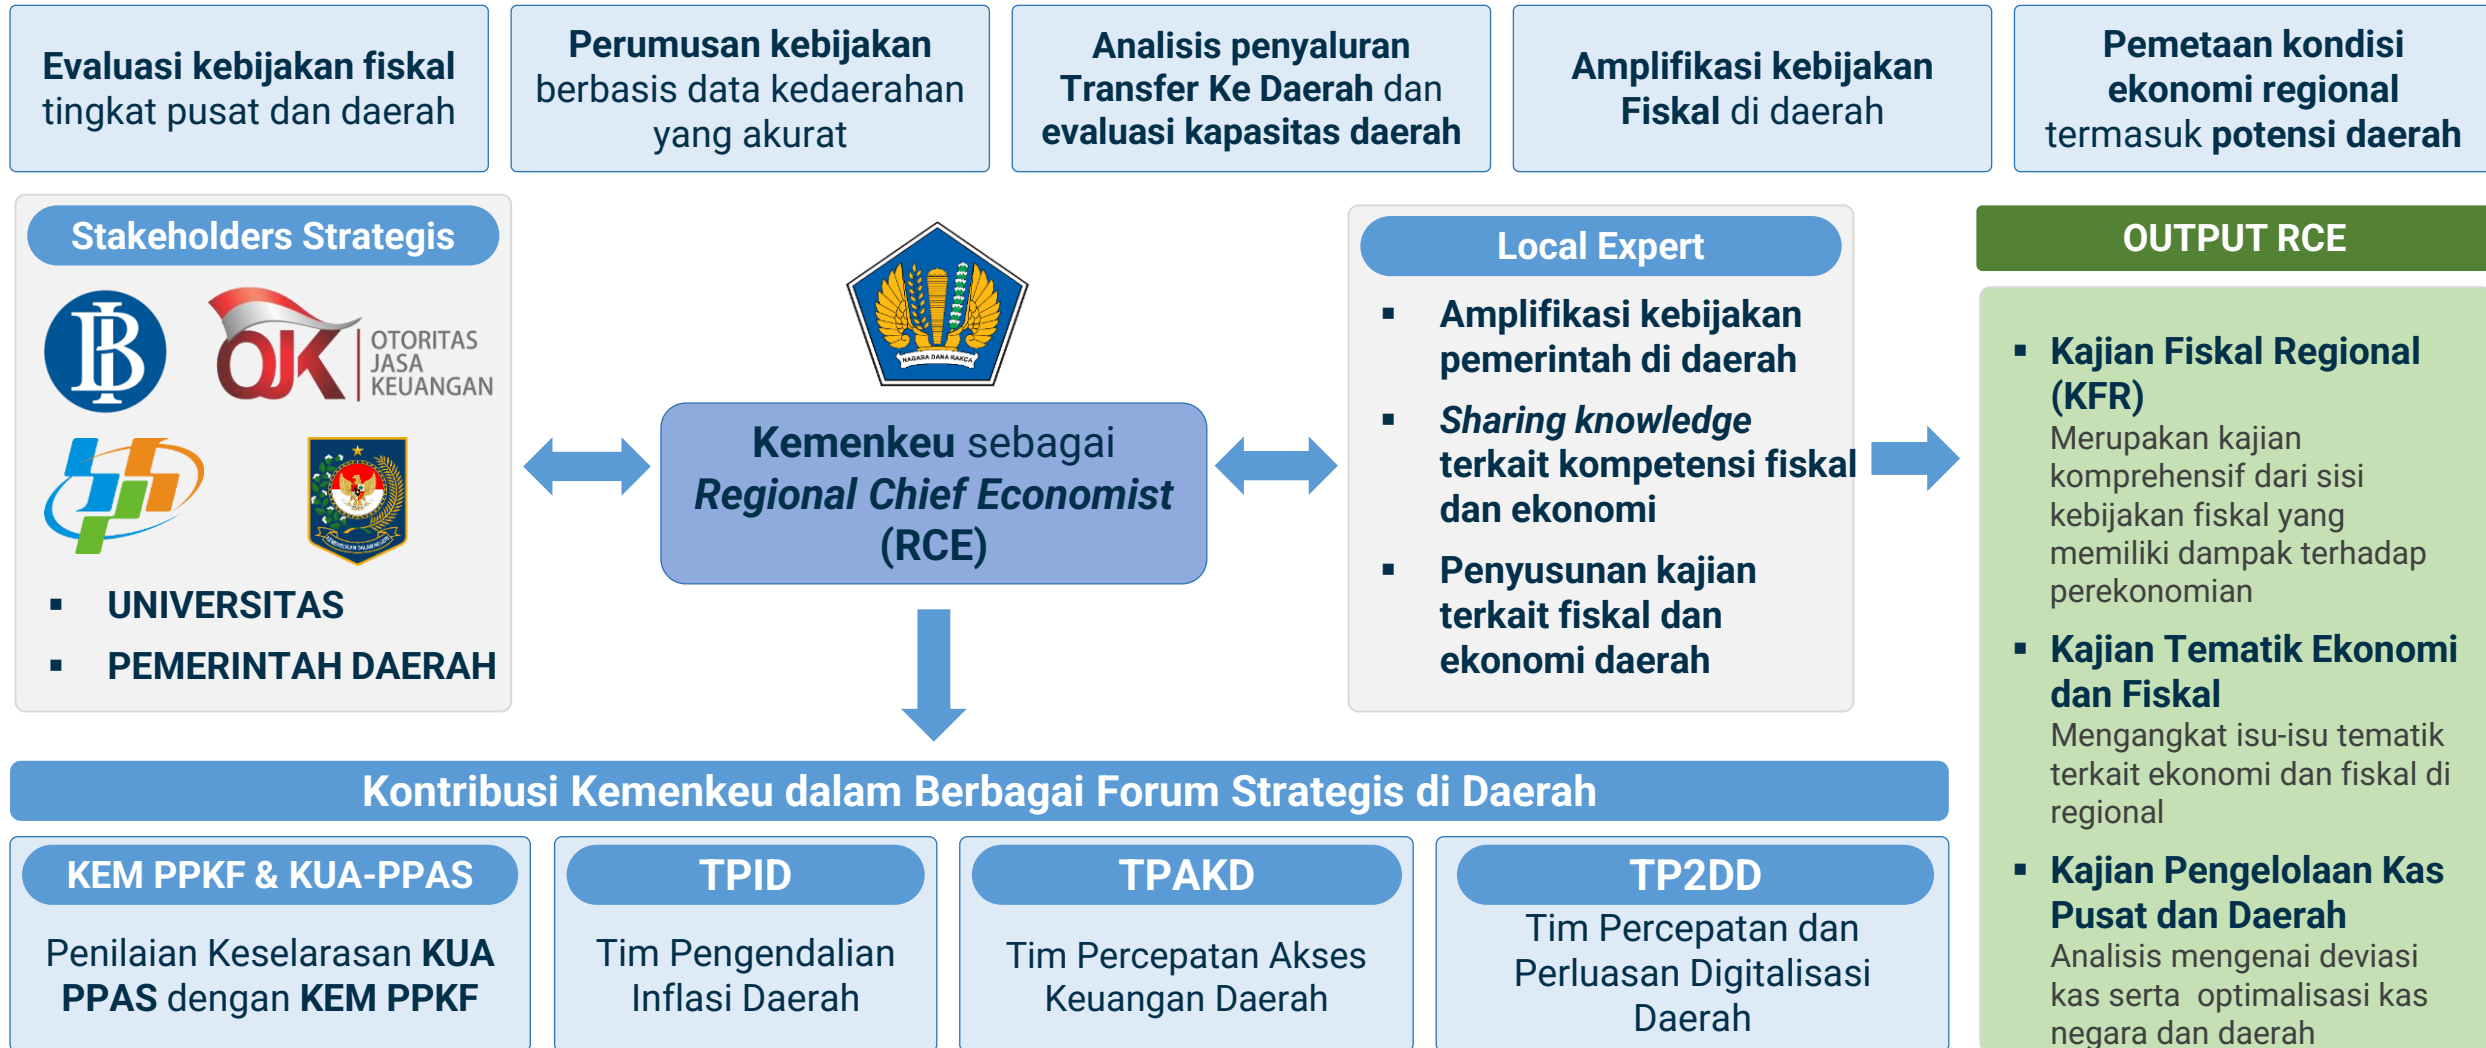 Evaluasi kebijakan fiskal
tingkat pusat dan daerah
Perumusan kebijakan
berbasis data kedaerahan
yang akurat
Analisis penyaluran
Transfer Ke Daerah dan
evaluasi kapasitas daerah
Amplifikasi kebijakan
Fiskal di daerah
Pemetaan kondisi
ekonomi regional
termasuk potensi daerah
Stakeholders Strategis
OJK
OTORITAS
JASA
KEUANGAN
▪ UNIVERSITAS
▪ PEMERINTAH DAERAH
NAGARA DANA RAKÇA
Kemenkeu sebagai
Regional Chief Economist
(RCE)
Local Expert
▪ Amplifikasi kebijakan
pemerintah di daerah
▪ Sharing knowledge
terkait kompetensi fiskal
dan ekonomi
▪ Penyusunan kajian
terkait fiskal dan
ekonomi daerah
OUTPUT RCE
▪ Kajian Fiskal Regional
(KFR)
Merupakan kajian
komprehensif dari sisi
kebijakan fiskal yang
memiliki dampak terhadap
perekonomian
▪ Kajian Tematik Ekonomi
dan Fiskal
Mengangkat isu-isu tematik
terkait ekonomi dan fiskal di
regional
▪ Kajian Pengelolaan Kas
Pusat dan Daerah
Analisis mengenai deviasi
kas serta optimalisasi kas
negara dan daerah
Kontribusi Kemenkeu dalam Berbagai Forum Strategis di Daerah
KEM PPKF & KUA-PPAS
Penilaian Keselarasan KUA
PPAS dengan KEM PPKF
TPID
Tim Pengendalian
Inflasi Daerah
TPAKD
Tim Percepatan Akses
Keuangan Daerah
TP2DD
Tim Percepatan dan
Perluasan Digitalisasi
Daerah